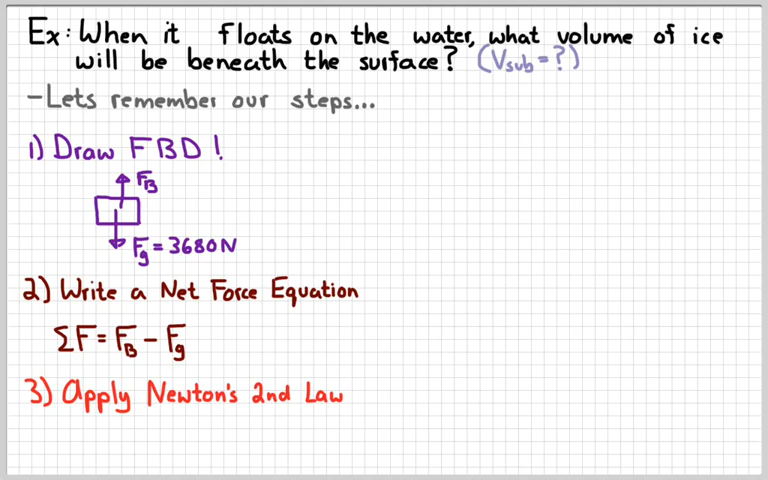 Ex: When it floats on the water, what volume of ice
will be beneath the surface? (Vsub = ?)
- Lets remember our steps...
1) Draw FBD!
FB
Fg = 3680N
2) Write a Net Force Equation
ΣF = FB - Fg
3) Apply Newton's 2nd Law